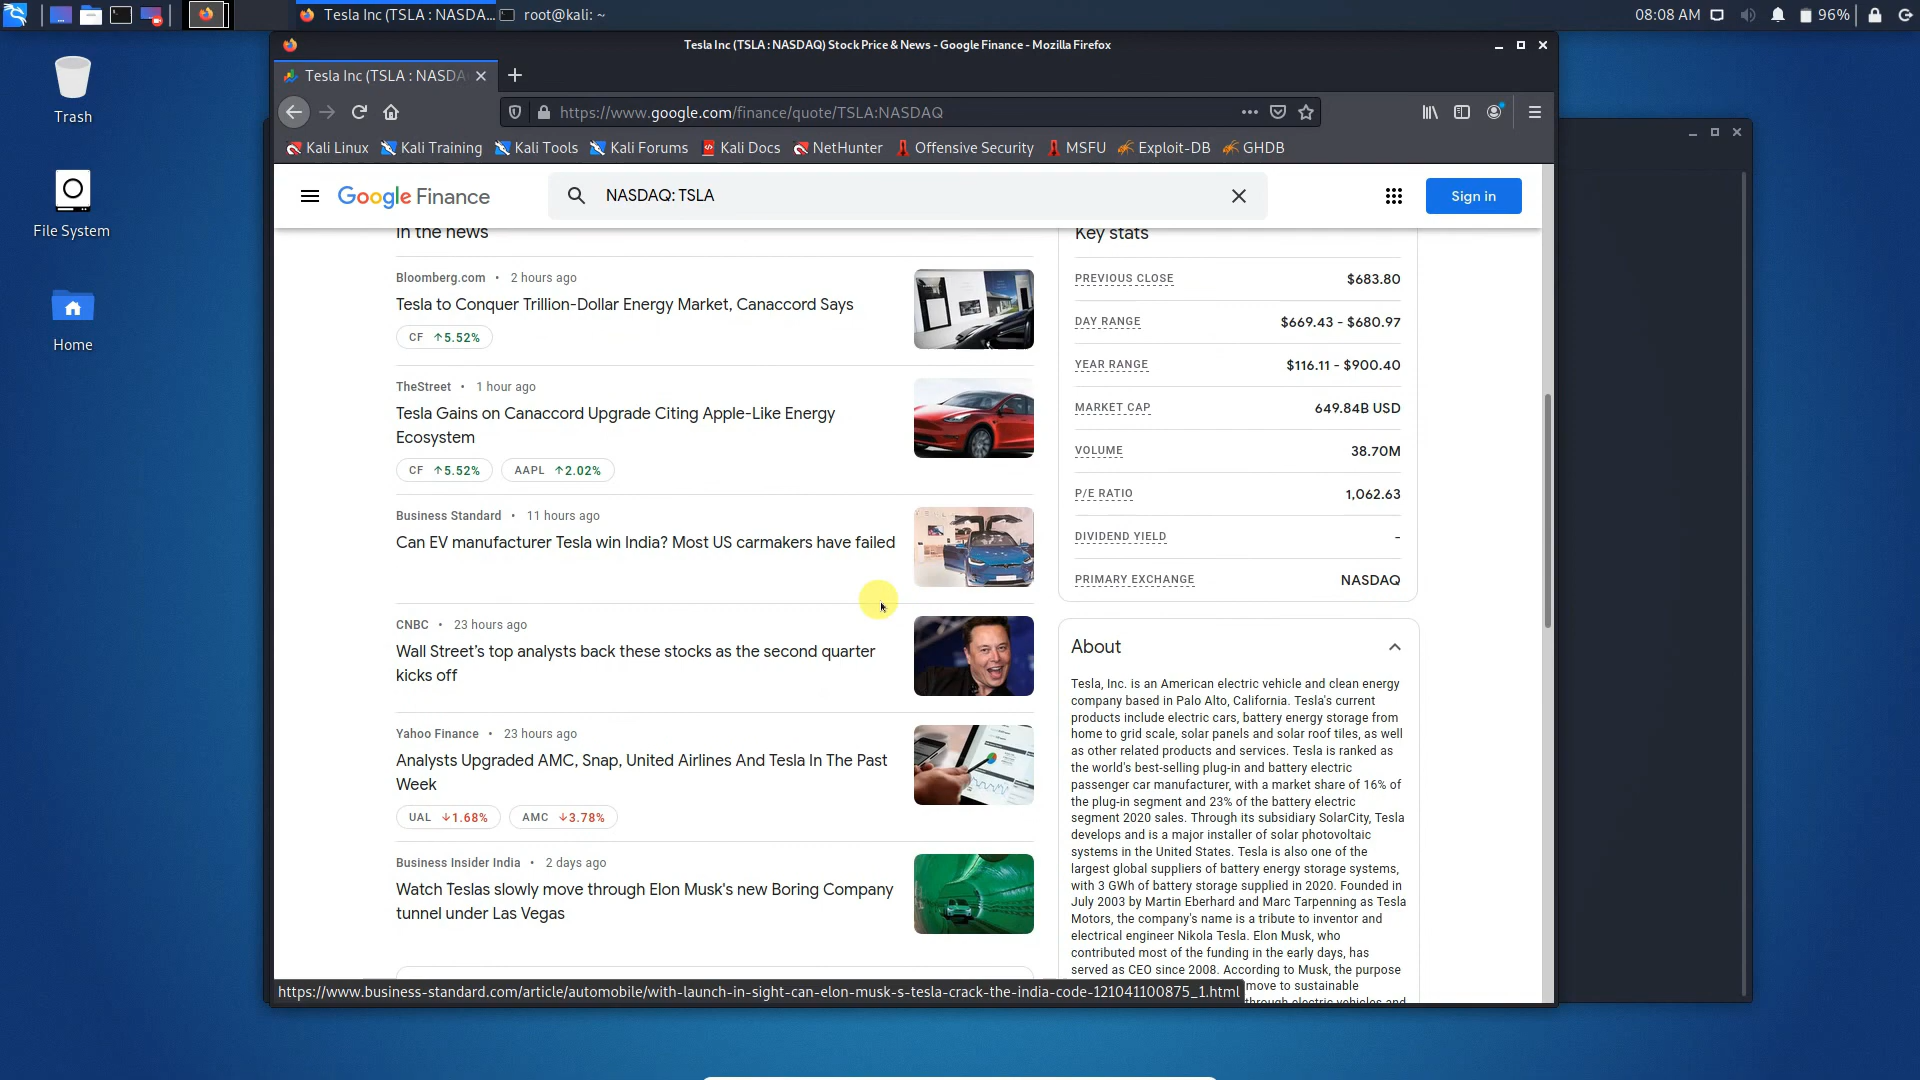 Tesla Inc (TSLA : NASDA...
root@kali: ~
08:08 AM
96%
Trash
File System
Home
Tesla Inc (TSLA : NASDAQ) Stock Price & News - Google Finance - Mozilla Firefox
Tesla Inc (TSLA : NASDA
https://www.google.com/finance/quote/TSLA:NASDAQ
Kali Linux
Kali Training
Kali Tools
Kali Forums
Kali Docs
NetHunter
Offensive Security
MSFU
Exploit-DB
GHDB
Google Finance
NASDAQ: TSLA
Sign in
In the news
Bloomberg.com • 2 hours ago
Tesla to Conquer Trillion-Dollar Energy Market, Canaccord Says
CF ↑5.52%
TheStreet • 1 hour ago
Tesla Gains on Canaccord Upgrade Citing Apple-Like Energy
Ecosystem
CF ↑5.52%
AAPL ↑2.02%
Business Standard • 11 hours ago
Can EV manufacturer Tesla win India? Most US carmakers have failed
CNBC • 23 hours ago
Wall Street's top analysts back these stocks as the second quarter
kicks off
Yahoo Finance • 23 hours ago
Analysts Upgraded AMC, Snap, United Airlines And Tesla In The Past
Week
UAL ↓1.68%
AMC ↓3.78%
Business Insider India • 2 days ago
Watch Teslas slowly move through Elon Musk's new Boring Company
tunnel under Las Vegas
Key stats
PREVIOUS CLOSE $683.80
DAY RANGE $669.43 - $680.97
YEAR RANGE $116.11 - $900.40
MARKET CAP 649.84B USD
VOLUME 38.70M
P/E RATIO 1,062.63
DIVIDEND YIELD -
PRIMARY EXCHANGE NASDAQ
About
Tesla, Inc. is an American electric vehicle and clean energy
company based in Palo Alto, California. Tesla's current
products include electric cars, battery energy storage from
home to grid scale, solar panels and solar roof tiles, as well
as other related products and services. Tesla is ranked as
the world's best-selling plug-in and battery electric
passenger car manufacturer, with a market share of 16% of
the plug-in segment and 23% of the battery electric
segment 2020 sales. Through its subsidiary SolarCity, Tesla
develops and is a major installer of solar photovoltaic
systems in the United States. Tesla is also one of the
largest global suppliers of battery energy storage systems,
with 3 GWh of battery storage supplied in 2020. Founded in
July 2003 by Martin Eberhard and Marc Tarpenning as Tesla
Motors, the company's name is a tribute to inventor and
electrical engineer Nikola Tesla. Elon Musk, who
contributed most of the funding in the early days, has
served as CEO since 2008. According to Musk, the purpose
move to sustainable
through electric vehicles and
https://www.business-standard.com/article/automobile/with-launch-in-sight-can-elon-musk-s-tesla-crack-the-india-code-121041100875_1.html